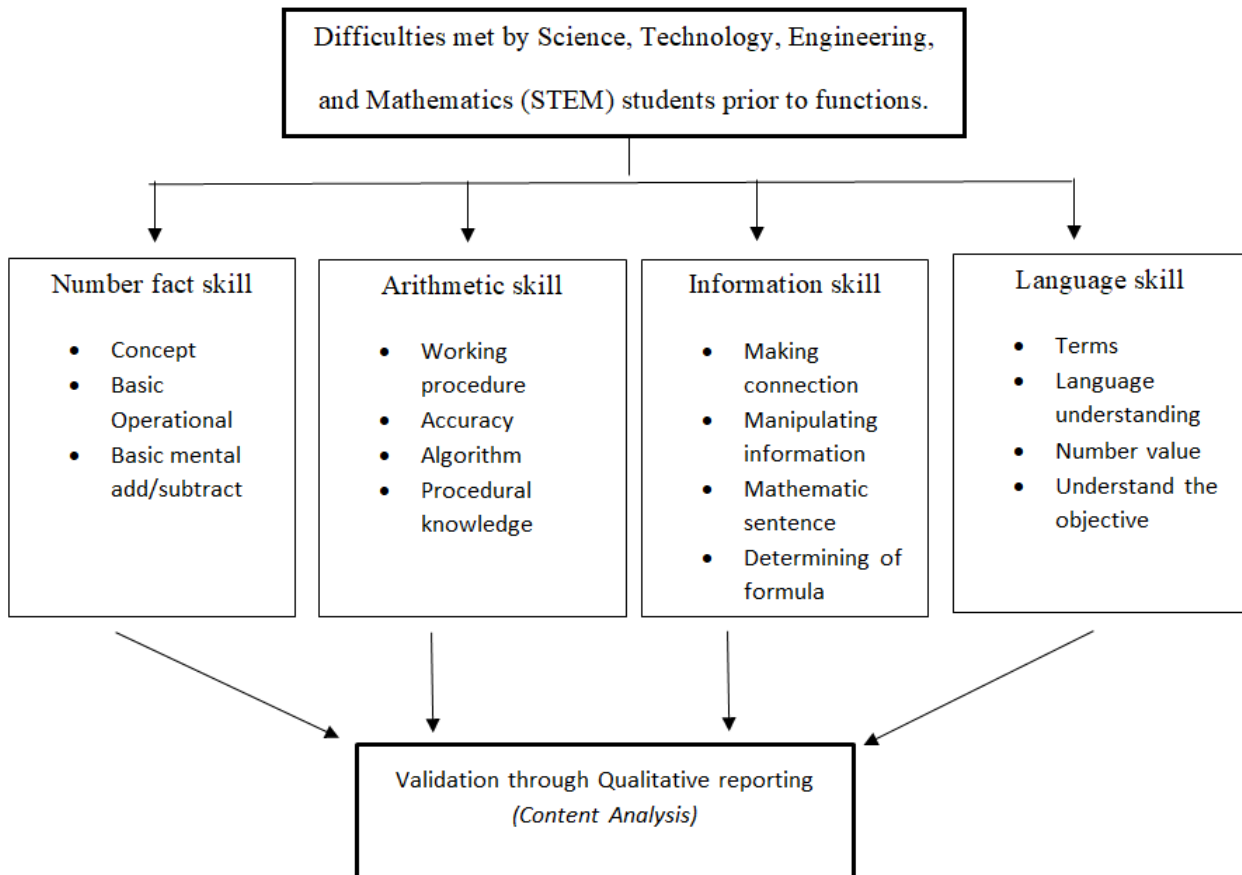 Difficulties met by Science, Technology, Engineering,
and Mathematics (STEM) students prior to functions.
Number fact skill
• Concept
• Basic
Operational
• Basic mental
add/subtract
Arithmetic skill
• Working
procedure
• Accuracy
• Algorithm
• Procedural
knowledge
Information skill
• Making
connection
• Manipulating
information
• Mathematic
sentence
• Determining of
formula
Language skill
• Terms
• Language
understanding
• Number value
• Understand the
objective
Validation through Qualitative reporting
(Content Analysis)